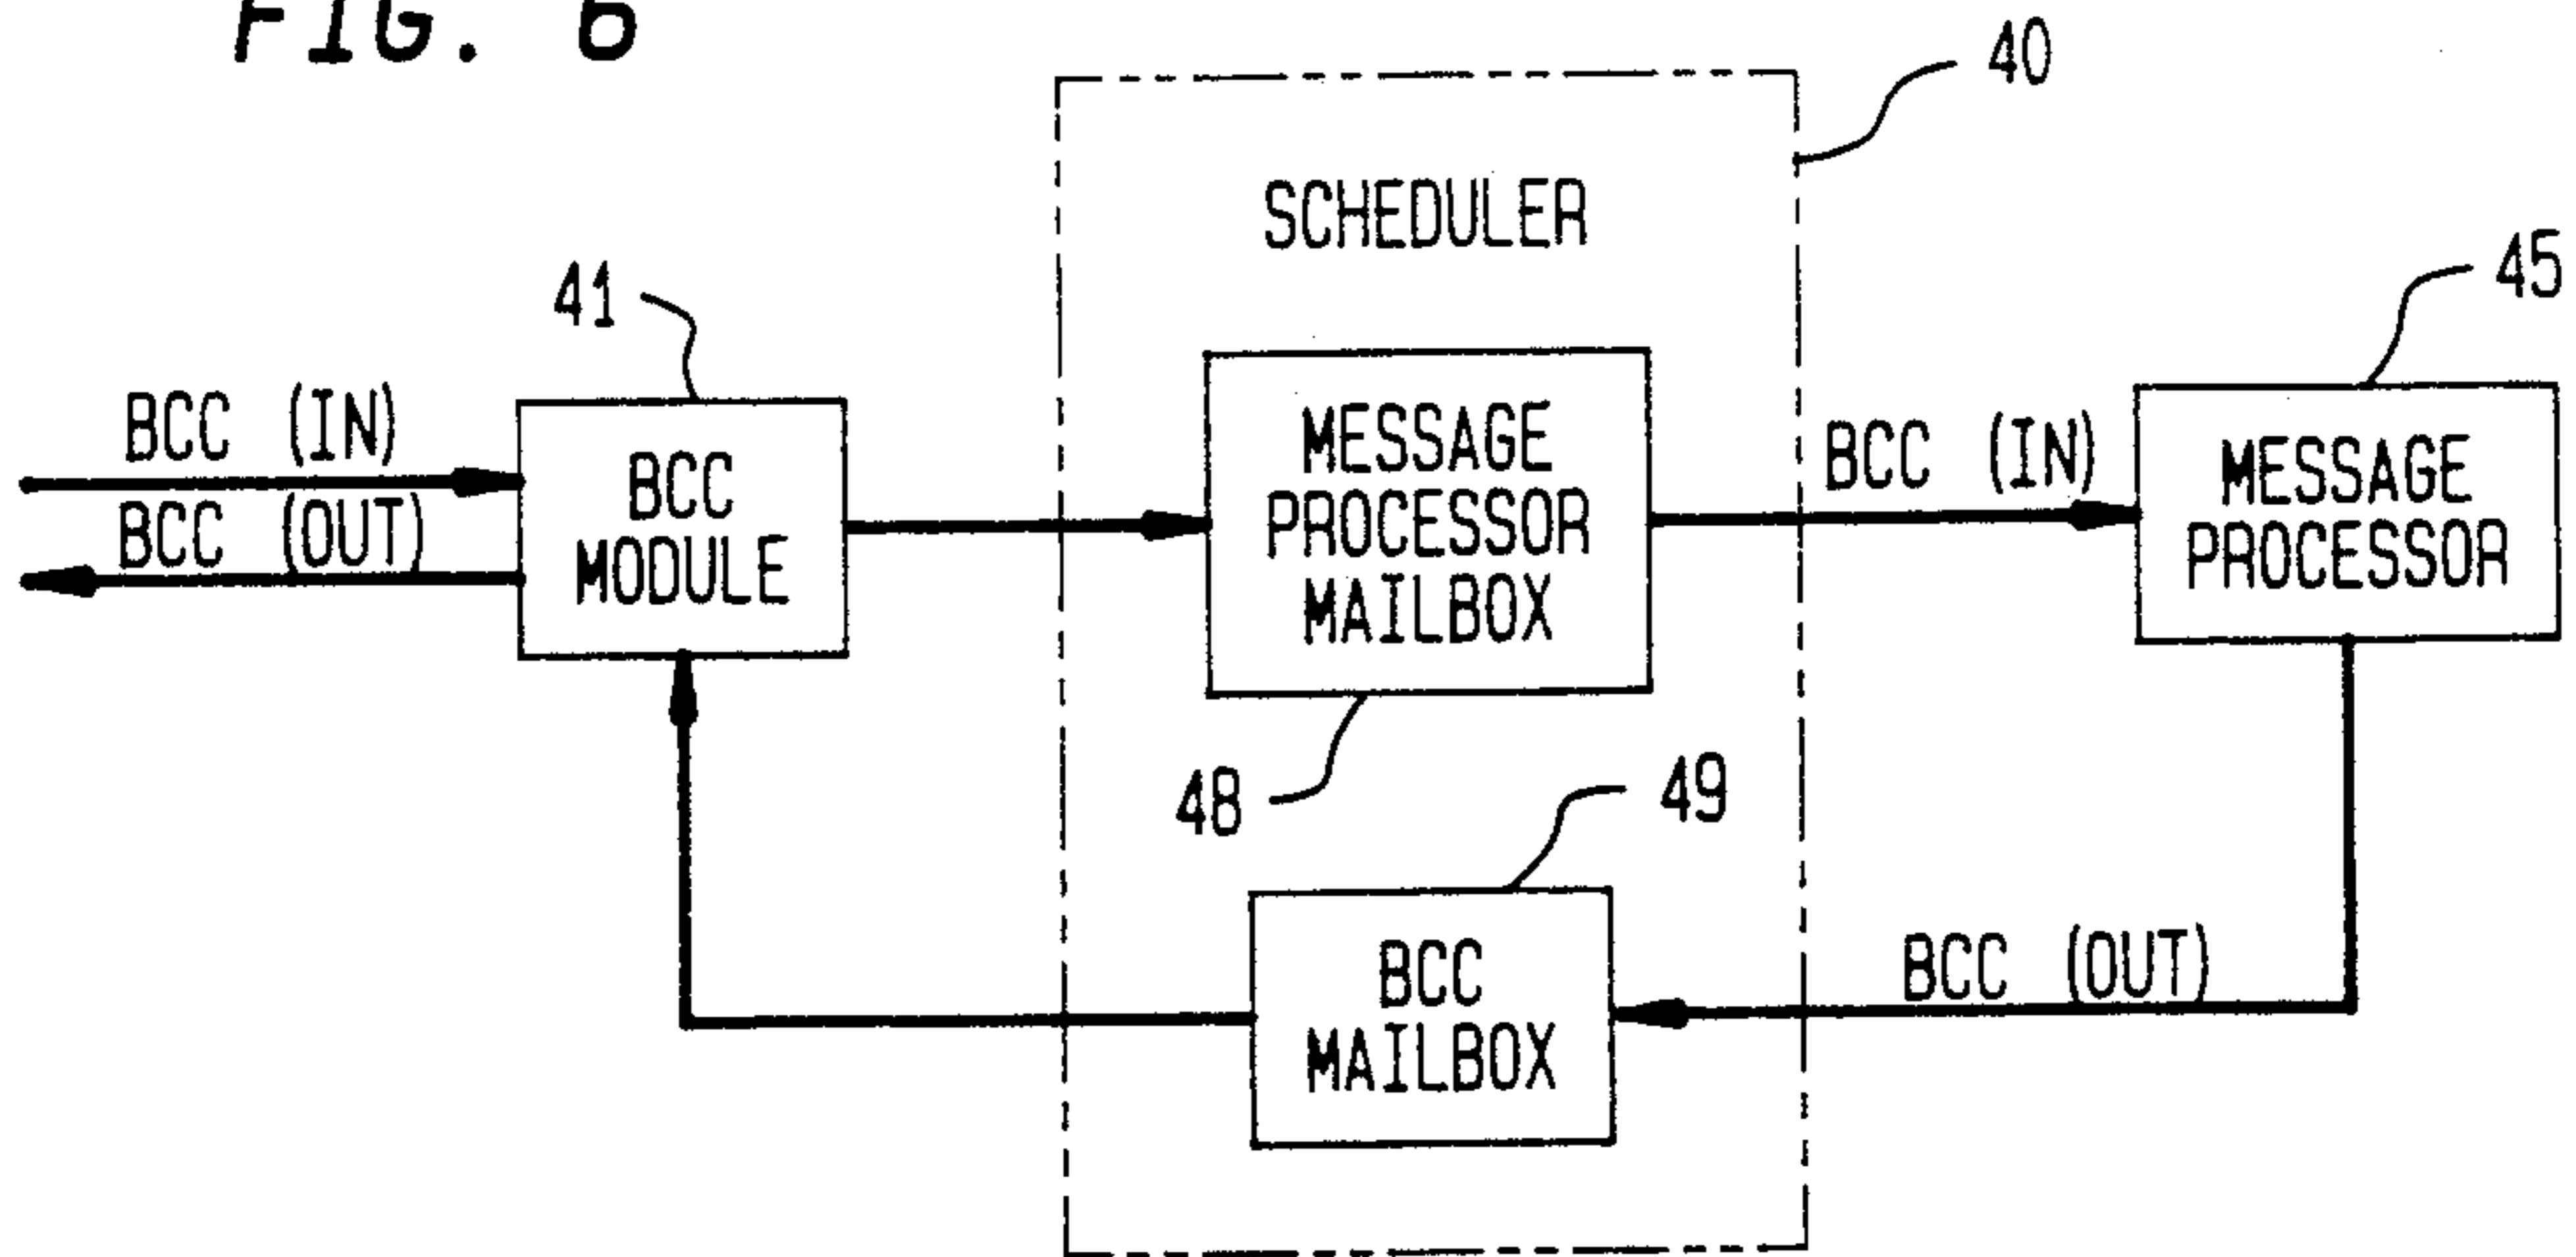 FIG. 6
40
SCHEDULER
41
45
BCC (IN)
BCC (OUT)
BCC
MODULE
MESSAGE
PROCESSOR
MAILBOX
BCC (IN)
MESSAGE
PROCESSOR
48
49
BCC
MAILBOX
BCC (OUT)